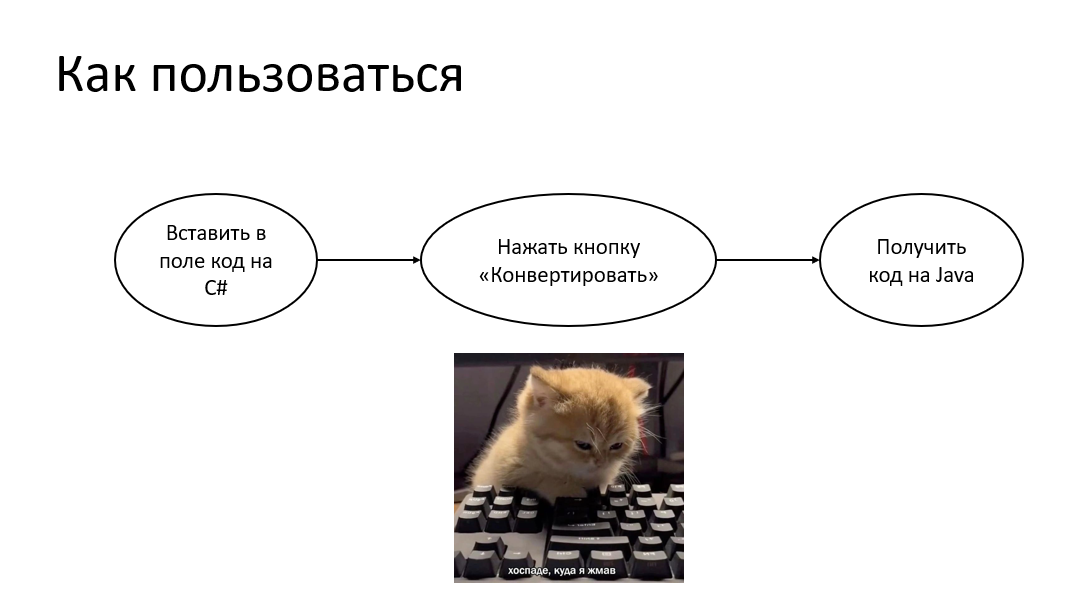 Как пользоваться
Вставить в
поле код на
C#
Нажать кнопку
«Конвертировать»
Получить
код на Java
хоспаде, куда я жмав